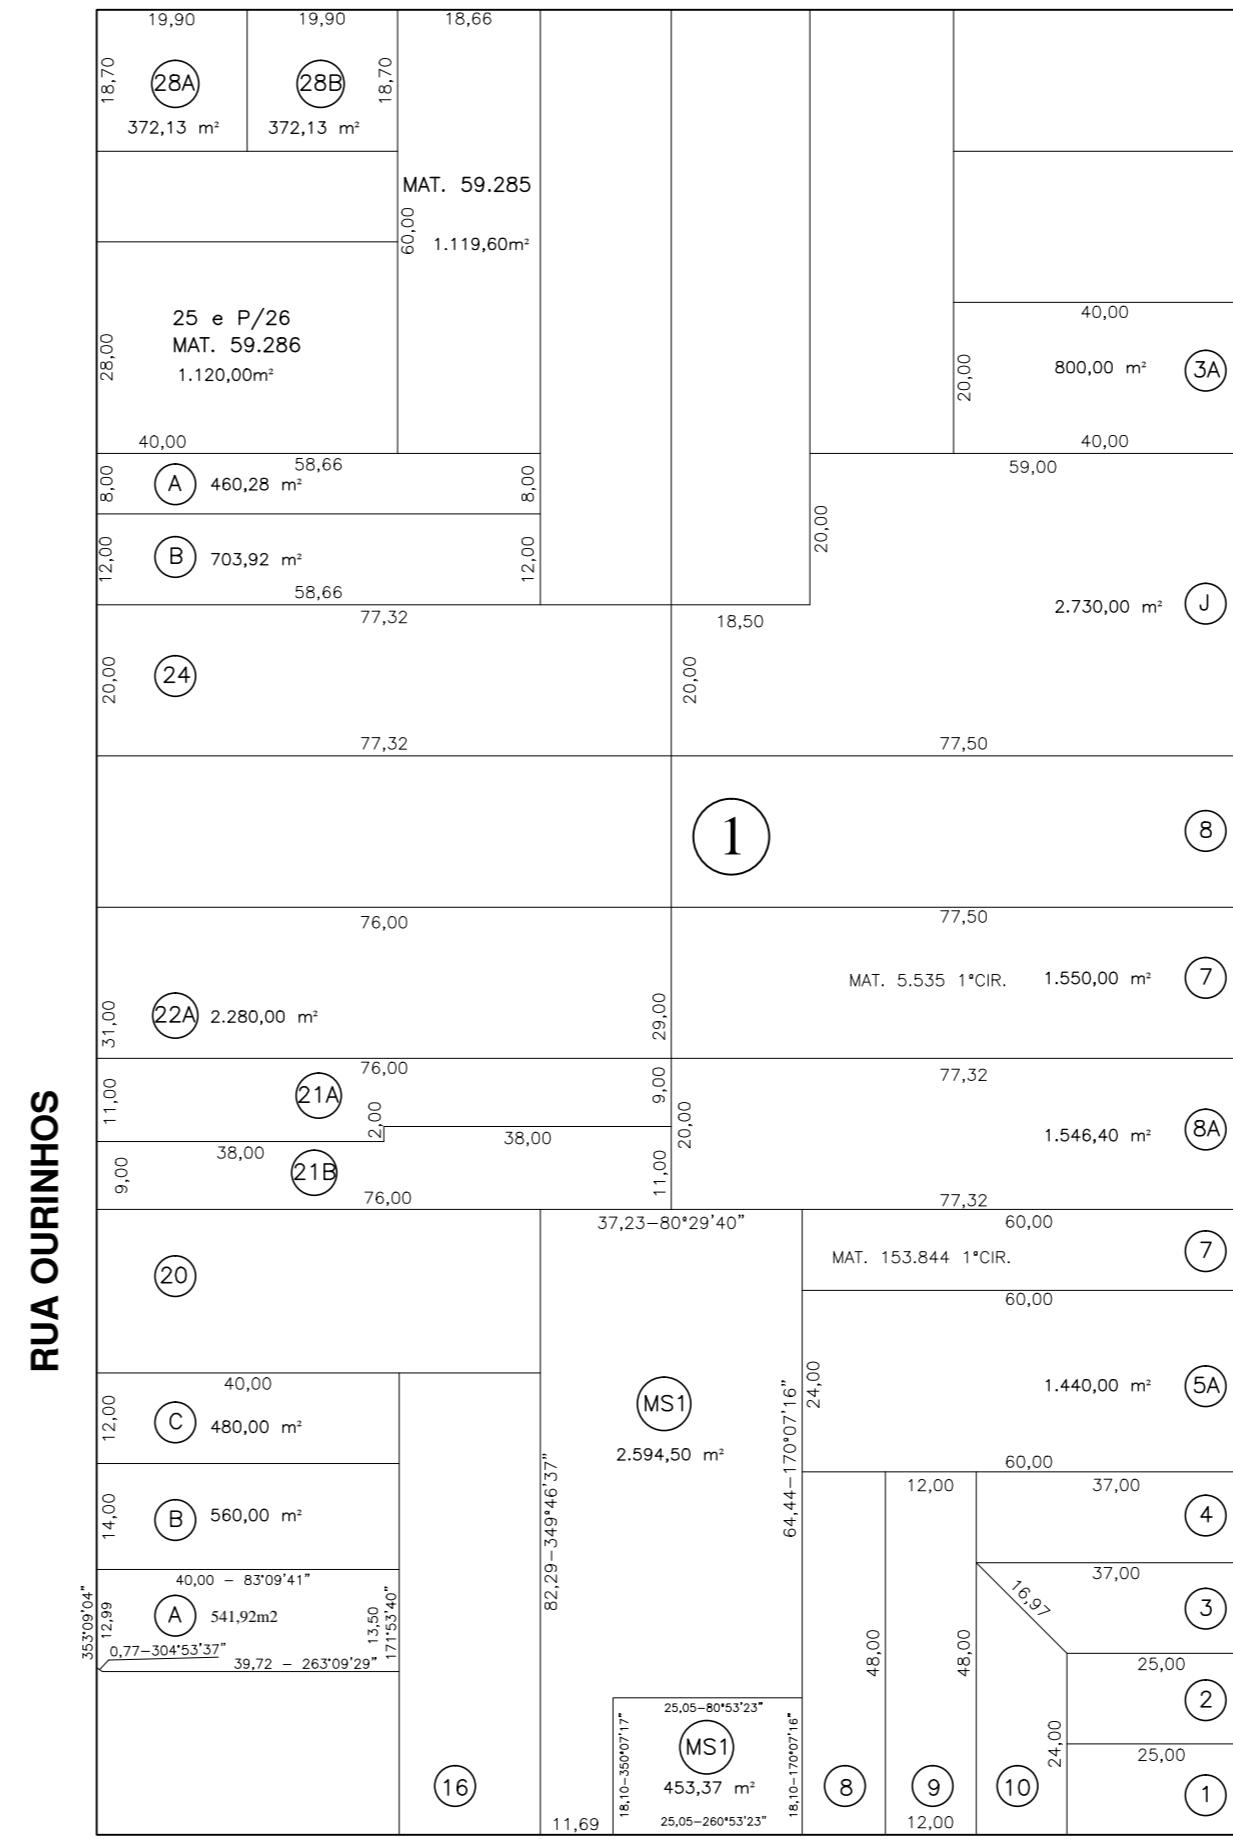 19,90
19,90
18,66
18,70
28A
372,13 m²
28B
372,13 m²
18,70
MAT. 59.285
60,00
1.119,60m²
25 e P/26
MAT. 59.286
1.120,00m²
28,00
40,00
40,00
20,00
800,00 m²
3A
40,00
58,66
8,00
A
460,28 m²
8,00
59,00
12,00
B
703,92 m²
12,00
58,66
20,00
2.730,00 m²
J
77,32
18,50
20,00
24
20,00
77,32
77,50
1
8
76,00
77,50
31,00
22A
2.280,00 m²
29,00
MAT. 5.535 1ªCIR.
1.550,00 m²
7
76,00
77,32
11,00
21A
2,00
9,00
20,00
38,00
38,00
1.546,40 m²
8A
9,00
21B
11,00
76,00
77,32
RUA OURINHOS
37,23-80°29'40"
60,00
20
MAT. 153.844 1ªCIR.
7
60,00
40,00
12,00
C
480,00 m²
MS1
2.594,50 m²
64,44-170°07'16"
24,00
1.440,00 m²
5A
60,00
82,29-349°46'37"
14,00
B
560,00 m²
12,00
37,00
4
40,00 - 83°09'41"
353°09'04"
12,99
A
541,92m2
13,50
171°53'40"
0,77-304°53'37"
39,72 - 263°09'29"
37,00
16,97
3
48,00
48,00
25,00
2
25,05-80°53'23"
18,10-350°07'17"
MS1
453,37 m²
18,10-170°07'16"
25,05-260°53'23"
24,00
25,00
16
11,69
8
9
12,00
10
1